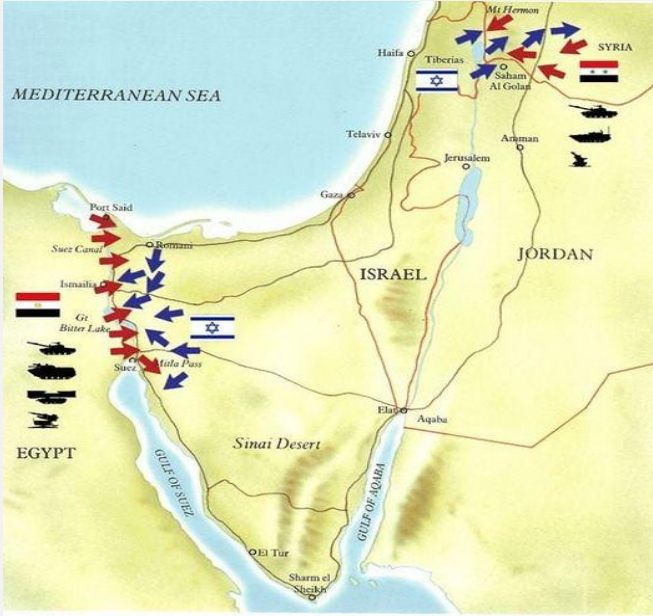 Mt Hermon
Haifa
SYRIA
Tiberias
Saham
Al Golan
MEDITERRANEAN SEA
Telaviv
Amman
Jerusalem
Gaza
Port Said
Suez Canal
Romani
JORDAN
ISRAEL
Ismailia
Gt
Bitter Lake
Suez
Mitla Pass
Elat
Aqaba
Sinai Desert
EGYPT
GULF OF SUEZ
GULF OF AQABA
El Tur
Sharm el
Sheikh